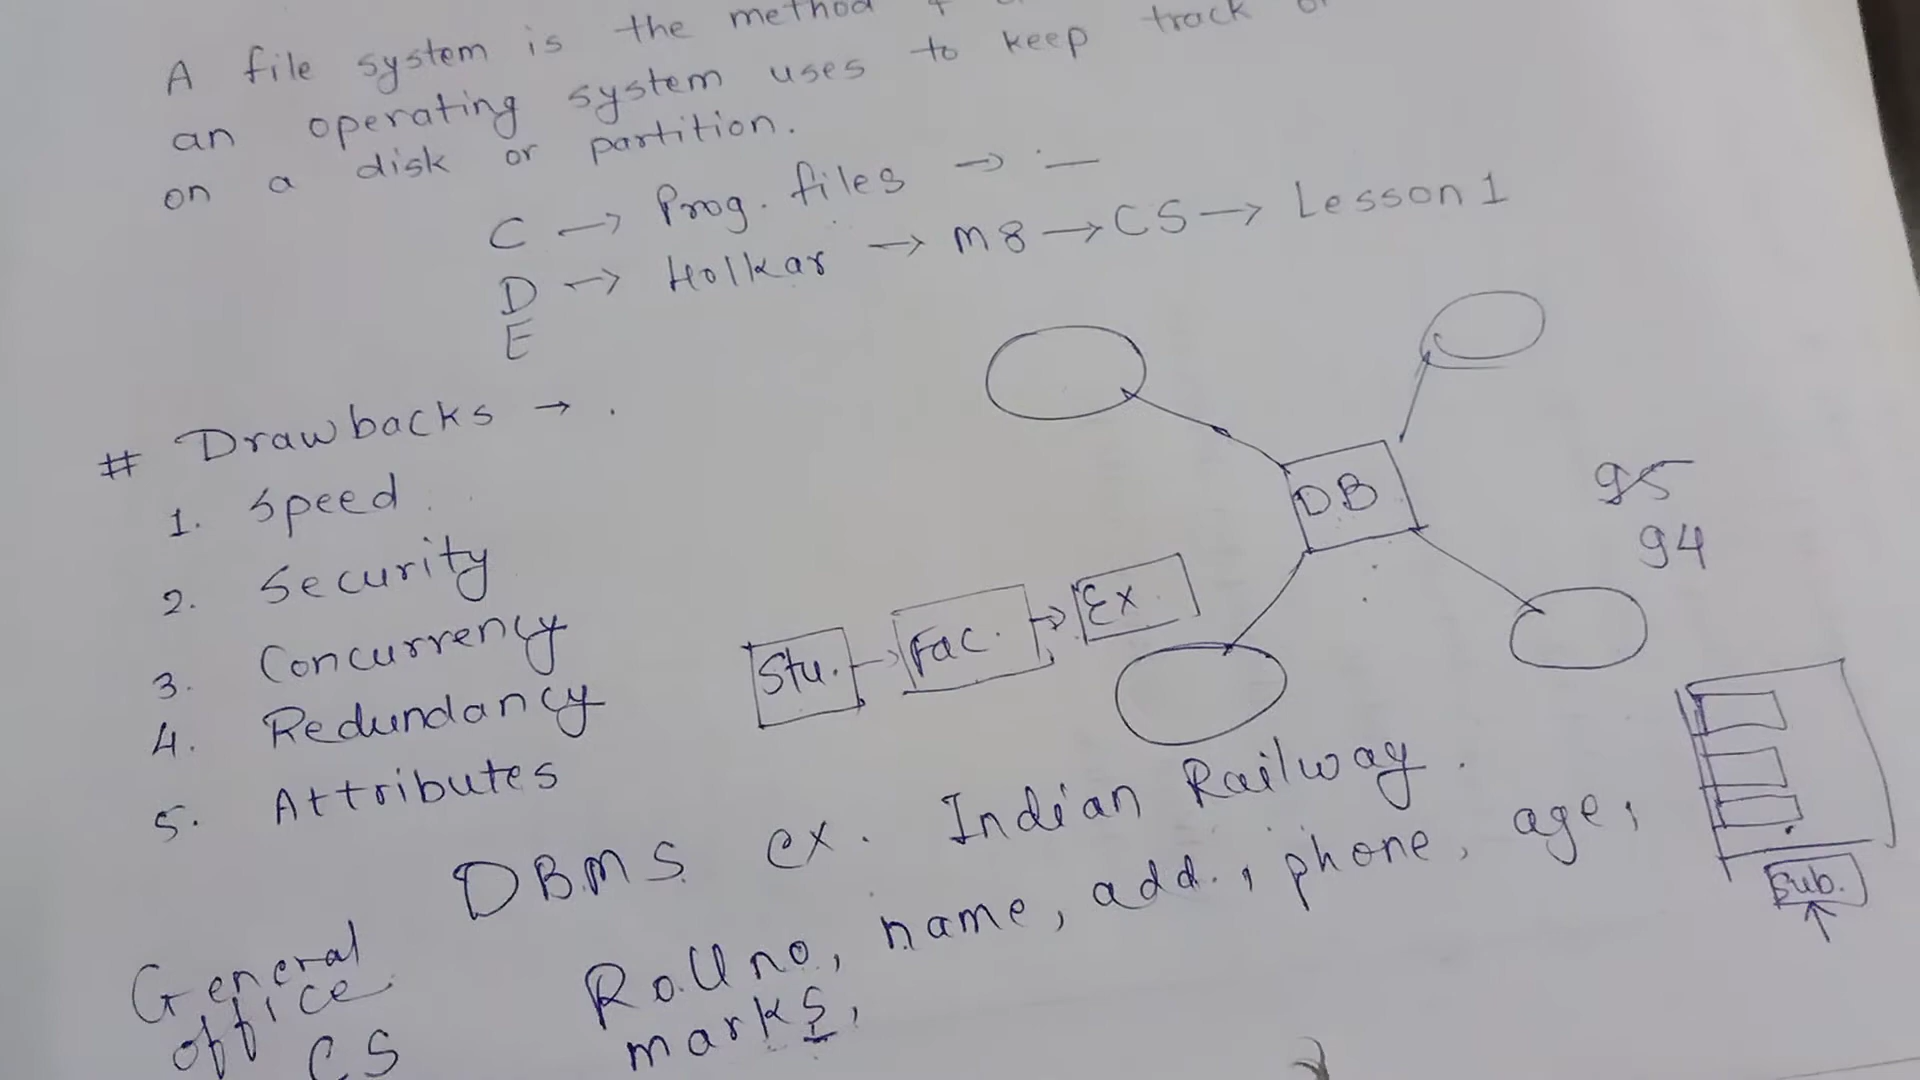 A file system is the method
an operating system uses to keep track
on a disk or partition.
C → Prog. files → —
D → Holkar → M8 → CS → Lesson 1
E
# Drawbacks → .
1. Speed
2. Security
3. Concurrency
4. Redundancy
5. Attributes
DB
95
94
Stu. → Fac. → Ex.
DBMS ex. Indian Railway.
Sub.
General
office
CS
Roll no, name, add., phone, age,
marks,